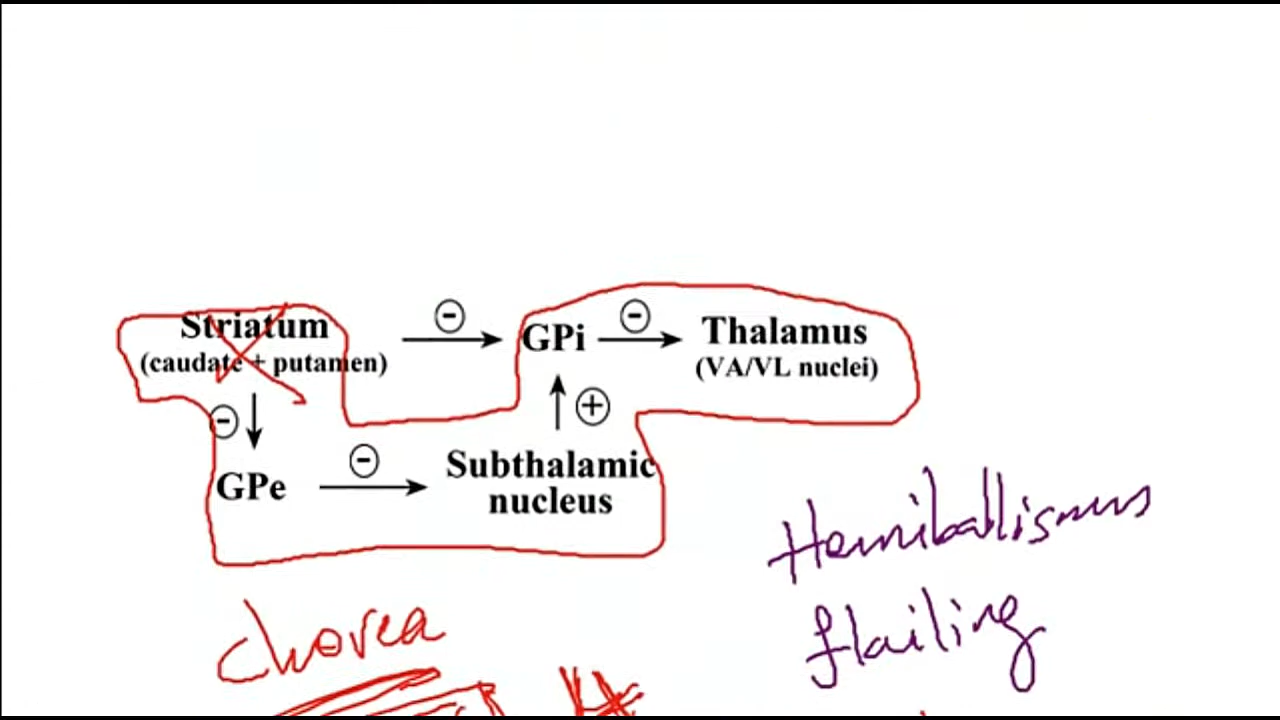 Striatum
(caudate + putamen)
⊖
GPi
⊖
Thalamus
(VA/VL nuclei)
⊖
⊕
GPe
⊖
Subthalamic
nucleus
Hemiballismus
flailing
chorea